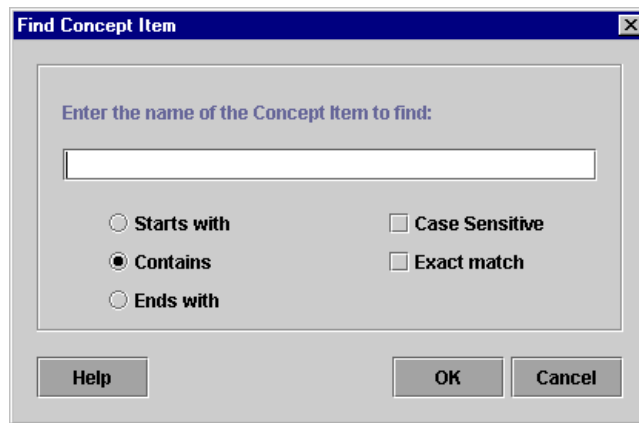 Find Concept Item
Enter the name of the Concept Item to find:
Starts with
Case Sensitive
Contains
Exact match
Ends with
Help
OK
Cancel